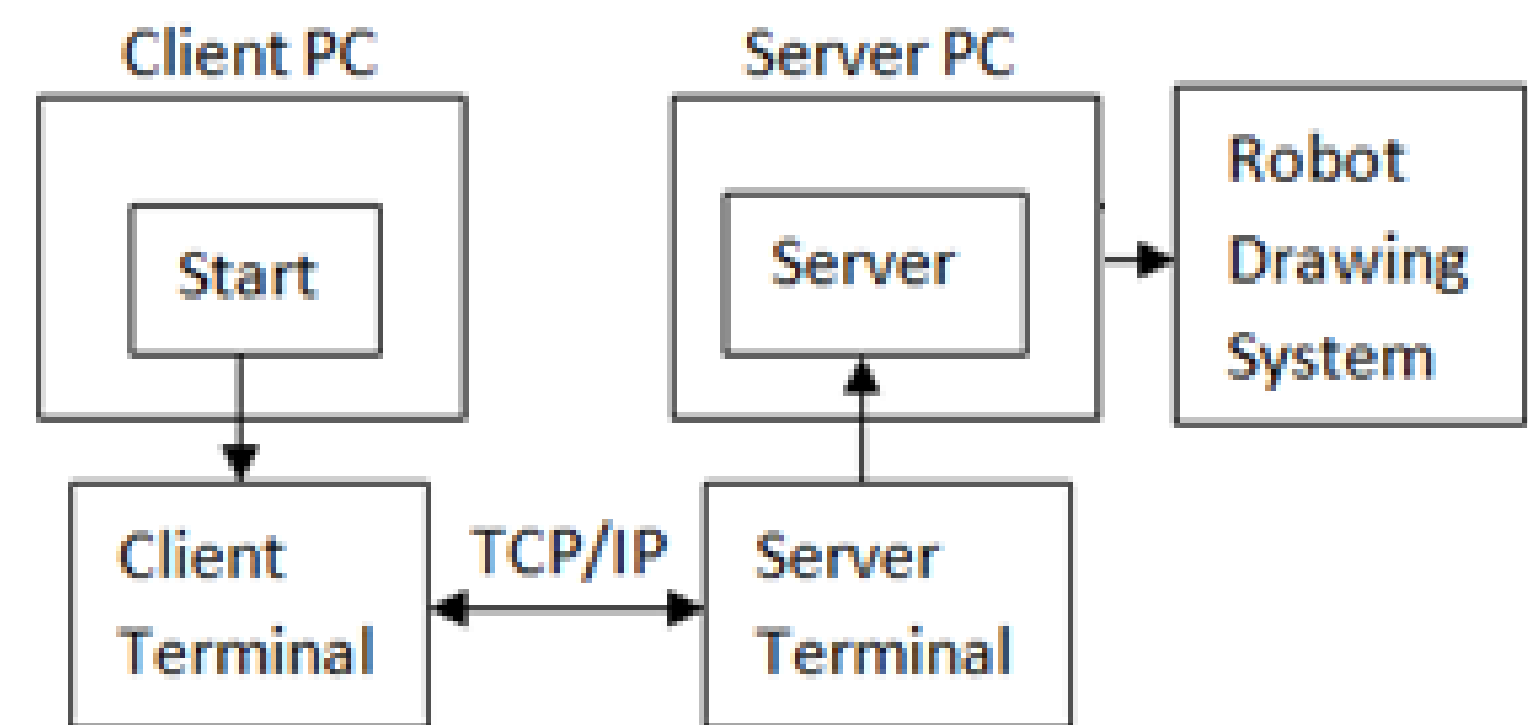 Client PC
Server PC
Start
Server
Robot
Drawing
System
Client
Terminal
TCP/IP
Server
Terminal